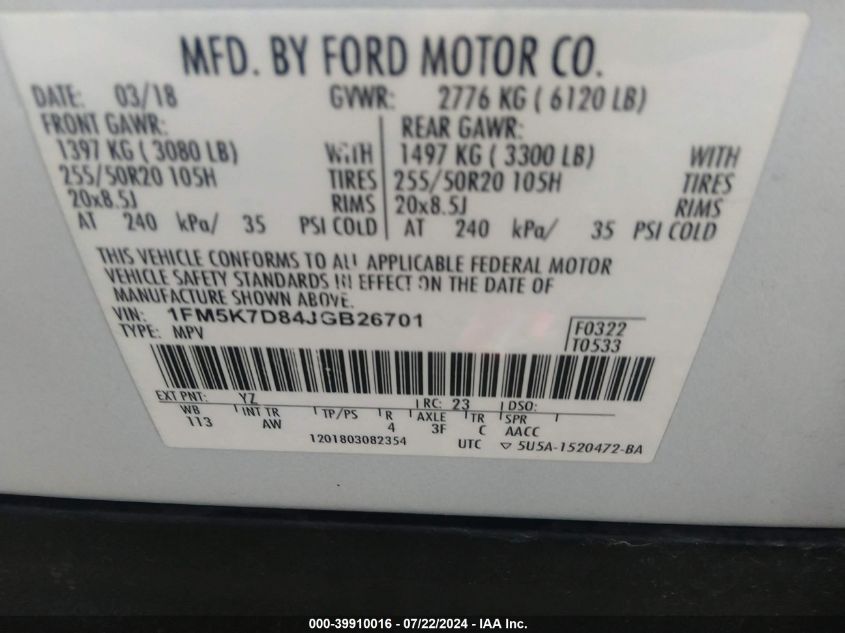 MFD. BY FORD MOTOR CO.
DATE: 03/18 GVWR: 2776 KG ( 6120 LB)
FRONT GAWR: REAR GAWR:
1397 KG ( 3080 LB) WITH 1497 KG ( 3300 LB) WITH
255/50R20 105H TIRES 255/50R20 105H TIRES
20x8.5J RIMS 20x8.5J RIMS
AT 240 kPa/ 35 PSI COLD AT 240 kPa/ 35 PSI COLD
THIS VEHICLE CONFORMS TO ALL APPLICABLE FEDERAL MOTOR
VEHICLE SAFETY STANDARDS IN EFFECT ON THE DATE OF
MANUFACTURE SHOWN ABOVE.
VIN: 1FM5K7D84JGB26701
TYPE: MPV
F0322
T0533
EXT PNT: YZ RC: 23 DSO:
WB INT TR TP/PS R AXLE TR SPR
113 AW 4 3F C AACC
1201803082354 UTC ▽ 5U5A-1520472-BA
000-39910016 - 07/22/2024 - IAA Inc.